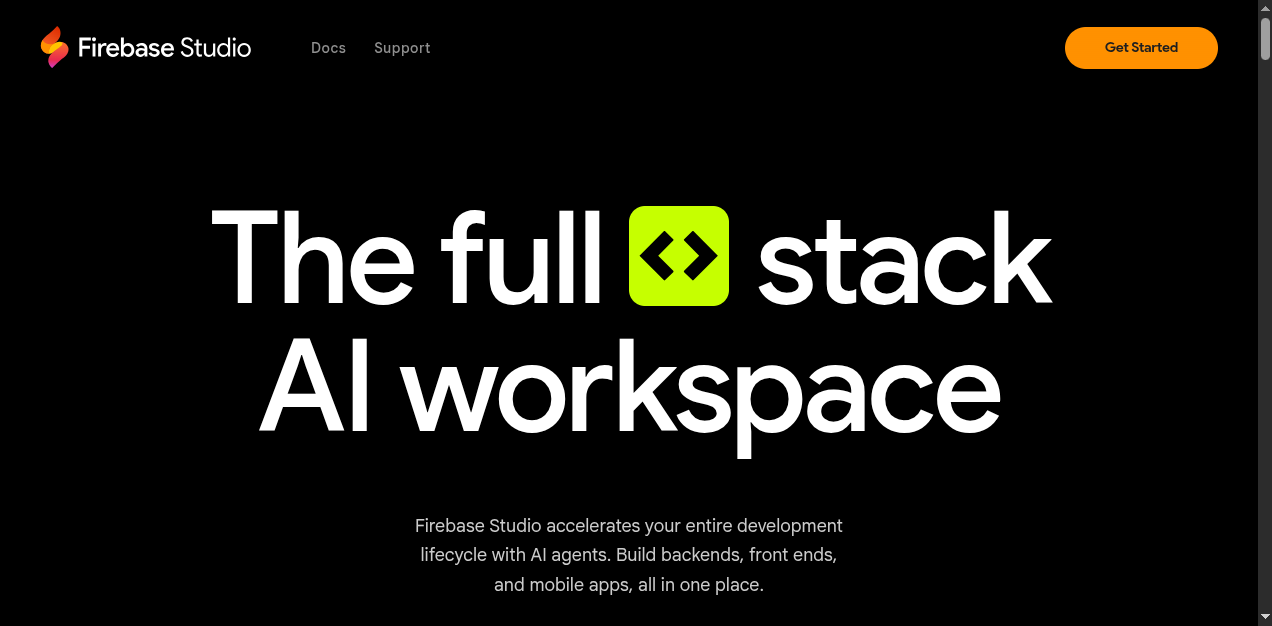 Firebase Studio
Docs
Support
Get Started
The full <> stack
AI workspace
Firebase Studio accelerates your entire development
lifecycle with AI agents. Build backends, front ends,
and mobile apps, all in one place.